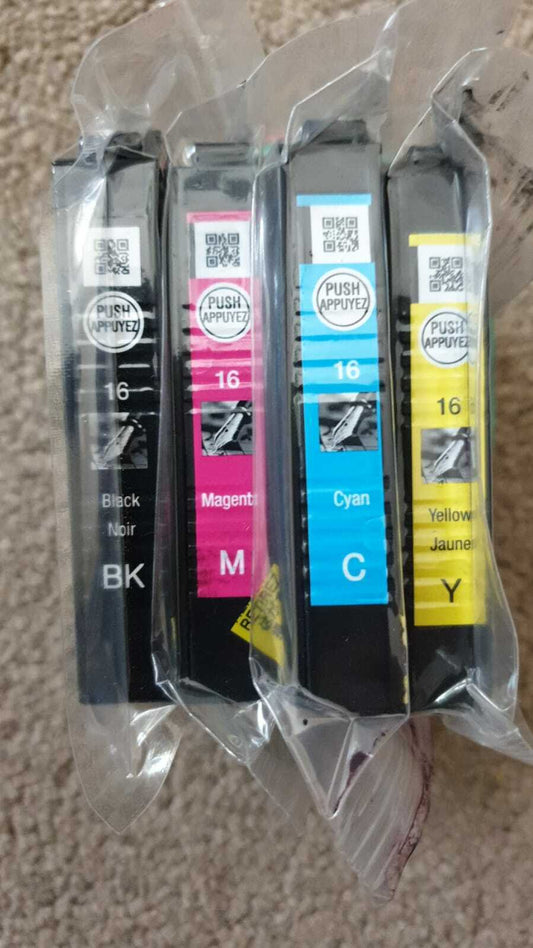 PUSH
APPUYEZ
16
Black
Noir
BK
PUSH
APPUYEZ
16
Magenta
M
PUSH
APPUYEZ
16
Cyan
C
PUSH
APPUYEZ
16
Yellow
Jaune
Y